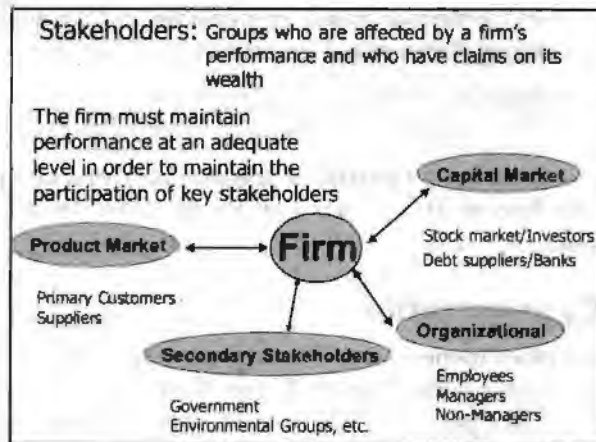 Stakeholders: Groups who are affected by a firm's
performance and who have claims on its
wealth
The firm must maintain
performance at an adequate
level in order to maintain the
participation of key stakeholders
Capital Market
Stock market/Investors
Debt suppliers/Banks
Firm
Product Market
Primary Customers
Suppliers
Organizational
Employees
Managers
Non-Managers
Secondary Stakeholders
Government
Environmental Groups, etc.